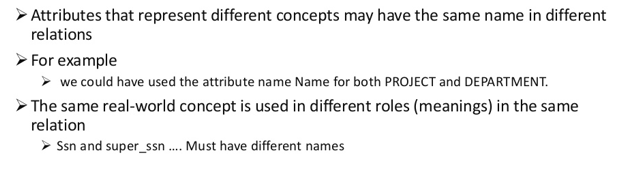 ➢ Attributes that represent different concepts may have the same name in different
relations
➢ For example
➢ we could have used the attribute name Name for both PROJECT and DEPARTMENT.
➢ The same real-world concept is used in different roles (meanings) in the same
relation
➢ Ssn and super_ssn .... Must have different names